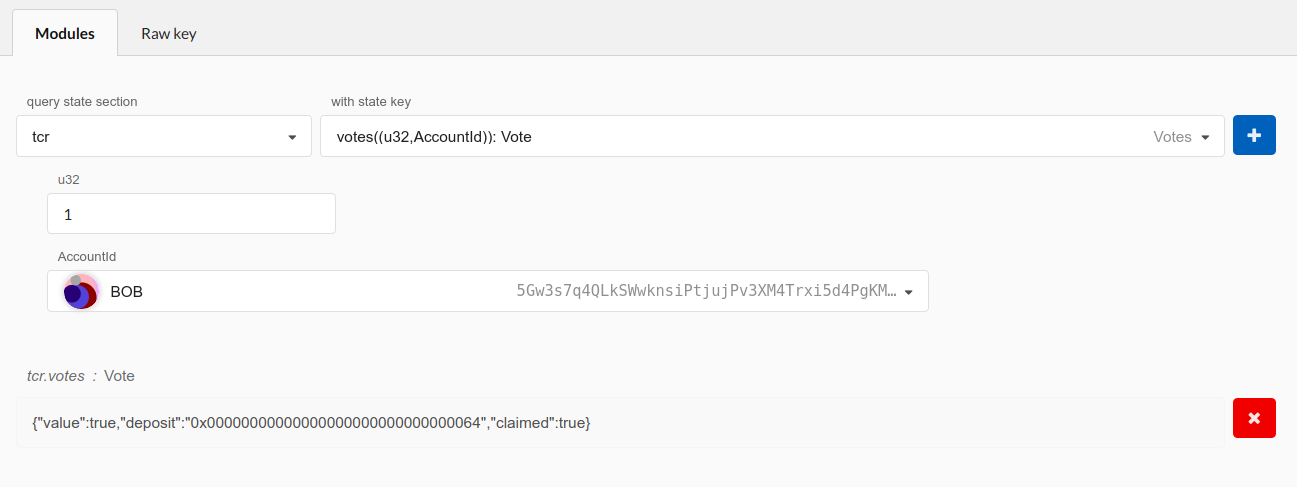 Modules Raw key
query state section with state key
tcr votes((u32,AccountId)): Vote Votes
u32
1
AccountId
BOB 5Gw3s7q4QLkSWwknsiPtjujPv3XM4Trxi5d4PgKM…
tcr.votes : Vote
{"value":true,"deposit":"0x00000000000000000000000000000064","claimed":true}